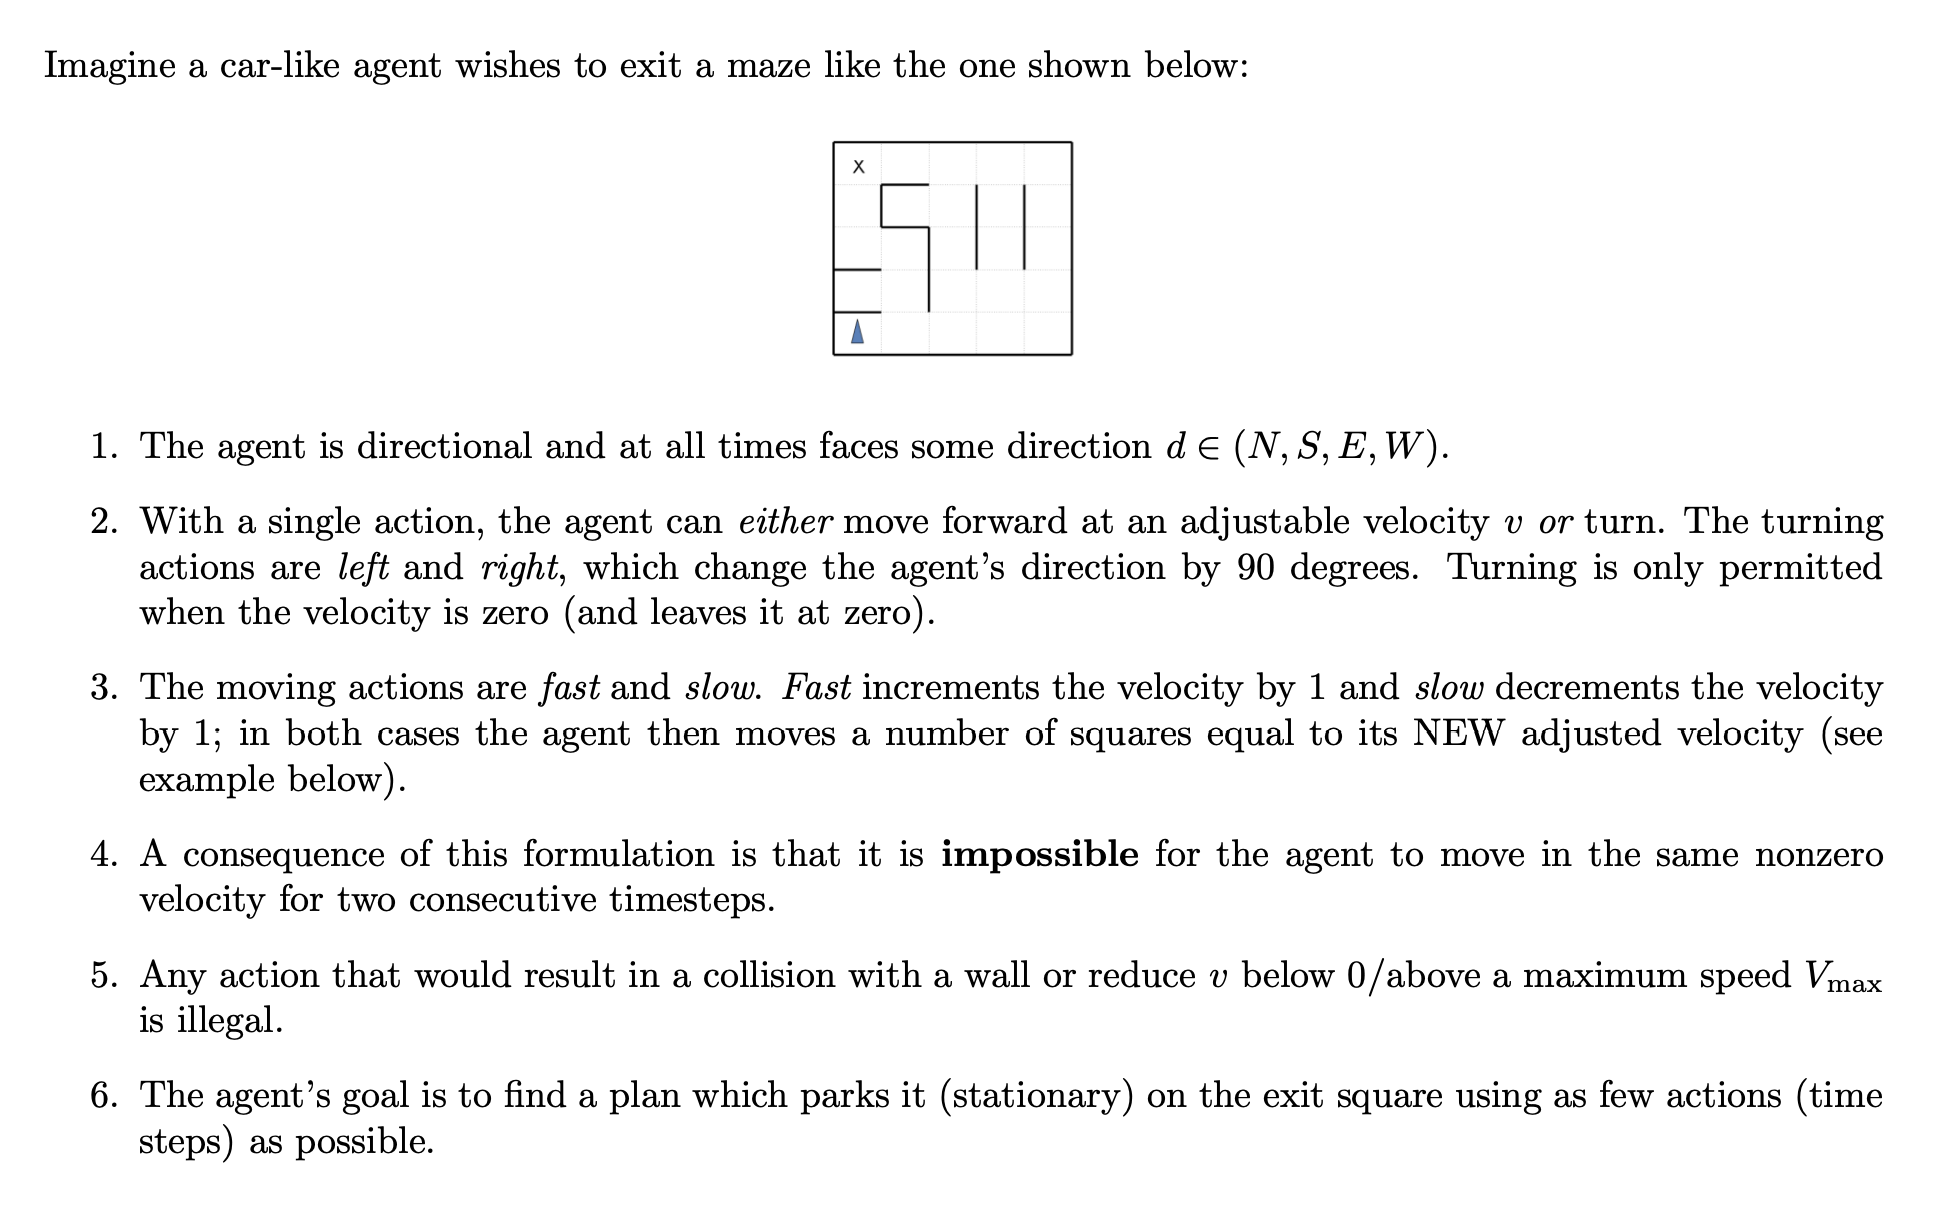 Imagine a car-like agent wishes to exit a maze like the one shown below:
X
1. The agent is directional and at all times faces some direction d ∈ (N, S, E, W).
2. With a single action, the agent can either move forward at an adjustable velocity v or turn. The turning
actions are left and right, which change the agent's direction by 90 degrees. Turning is only permitted
when the velocity is zero (and leaves it at zero).
3. The moving actions are fast and slow. Fast increments the velocity by 1 and slow decrements the velocity
by 1; in both cases the agent then moves a number of squares equal to its NEW adjusted velocity (see
example below).
4. A consequence of this formulation is that it is impossible for the agent to move in the same nonzero
velocity for two consecutive timesteps.
5. Any action that would result in a collision with a wall or reduce v below 0/above a maximum speed Vmax
is illegal.
6. The agent's goal is to find a plan which parks it (stationary) on the exit square using as few actions (time
steps) as possible.